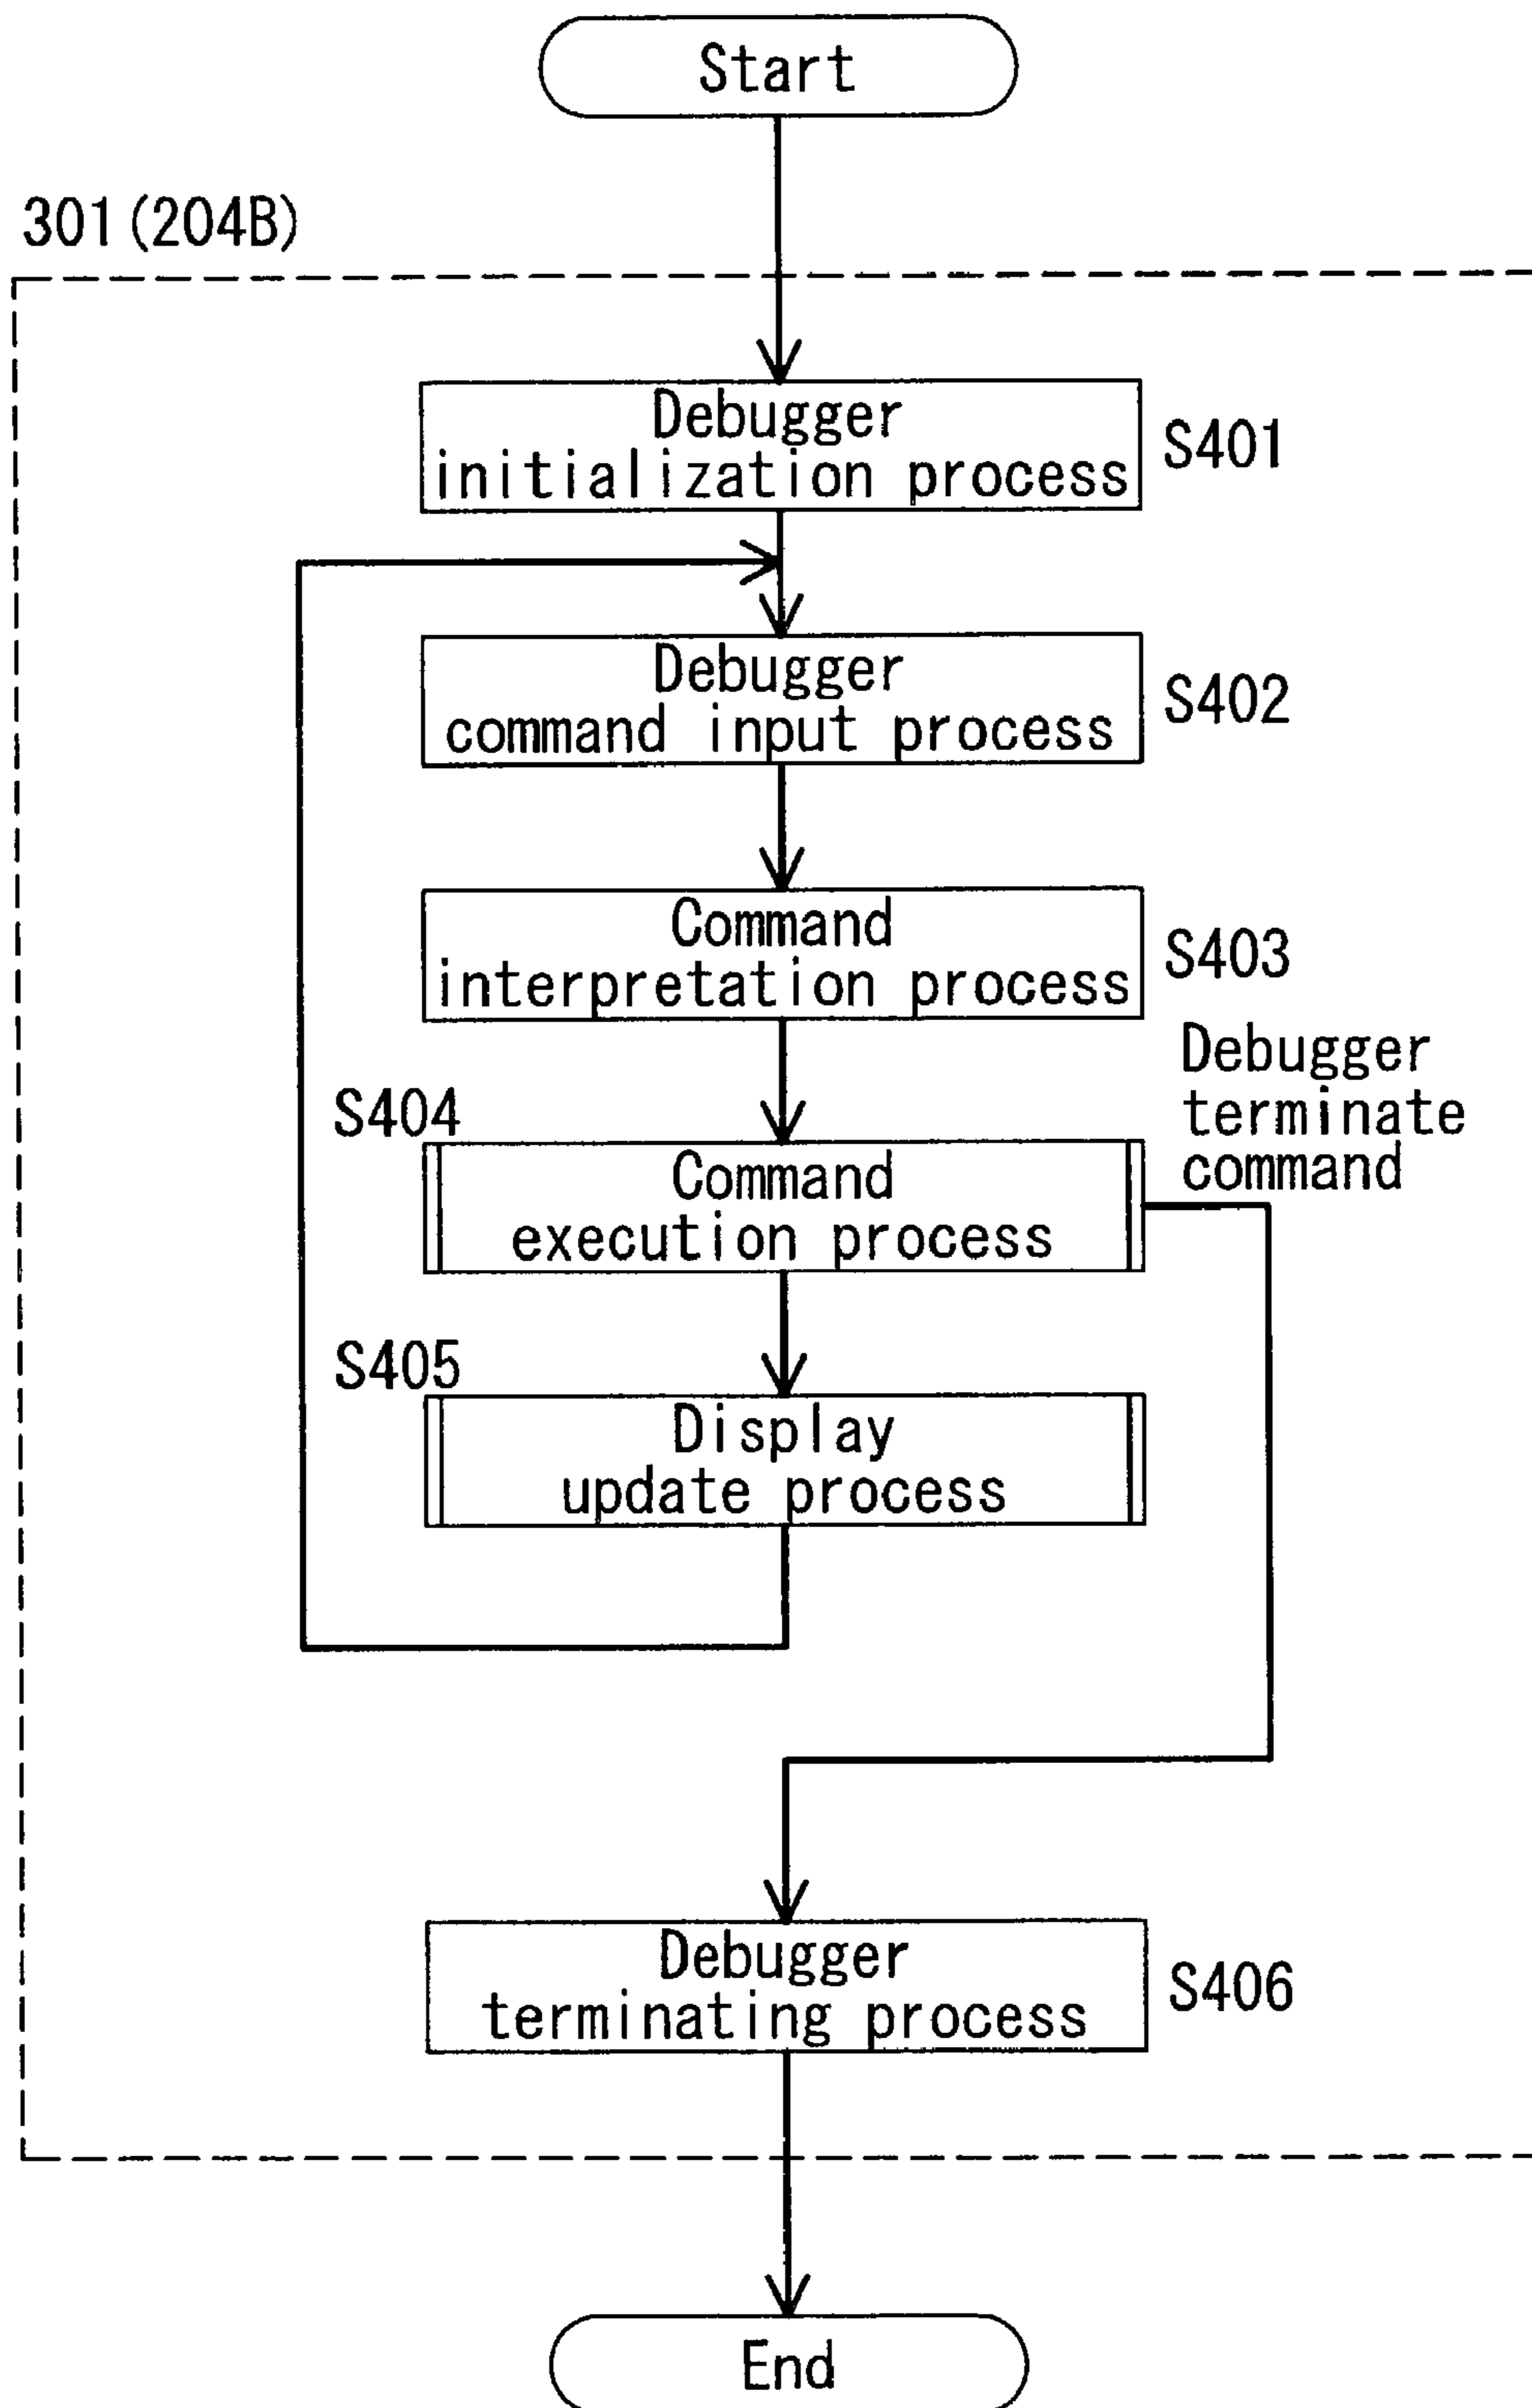 Start
301(204B)
Debugger
initialization process
S401
Debugger
command input process
S402
Command
interpretation process
S403
Debugger
terminate
command
S404
Command
execution process
S405
Display
update process
Debugger
terminating process
S406
End